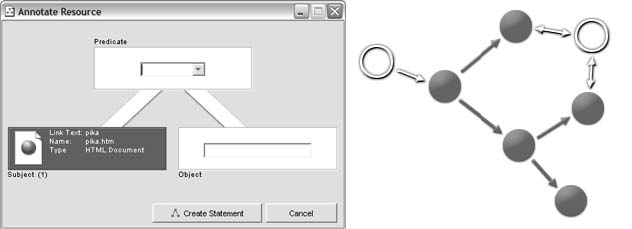 Annotate Resource
Predicate
Link Text: pika
Name: pika.htm
Type HTML Document
Subject (1)
Object
Create Statement
Cancel